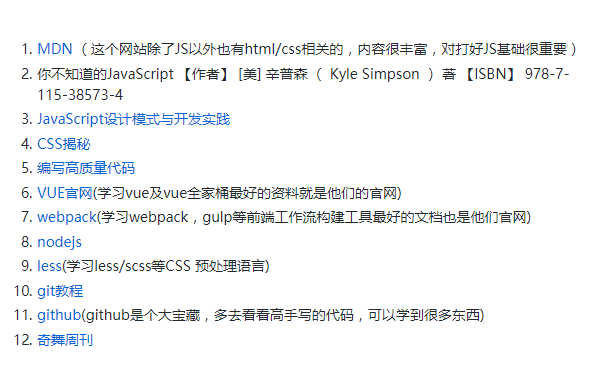 1. MDN （ 这个网站除了JS以外也有html/css相关的，内容很丰富，对打好JS基础很重要 ）
2. 你不知道的JavaScript 【作者】 [美] 辛普森 （ Kyle Simpson ）著 【ISBN】 978-7-
115-38573-4
3. JavaScript设计模式与开发实践
4. CSS揭秘
5. 编写高质量代码
6. VUE官网(学习vue及vue全家桶最好的资料就是他们的官网)
7. webpack(学习webpack，gulp等前端工作流构建工具最好的文档也是他们官网)
8. nodejs
9. less(学习less/scss等CSS 预处理语言)
10. git教程
11. github(github是个大宝藏，多去看看高手写的代码，可以学到很多东西)
12. 奇舞周刊